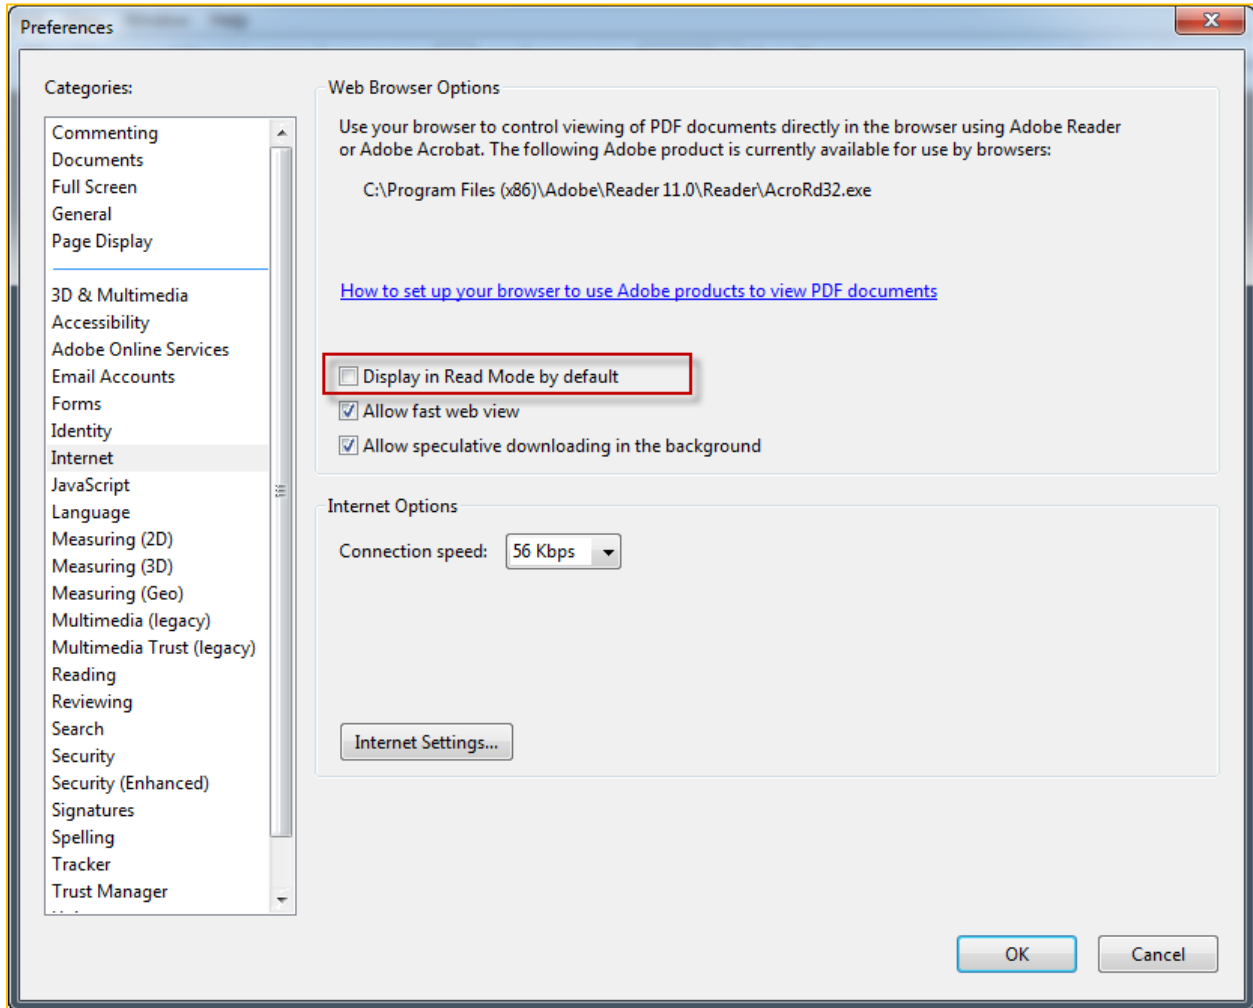 Preferences
Window Help
Categories:
Commenting
Documents
Full Screen
General
Page Display
3D & Multimedia
Accessibility
Adobe Online Services
Email Accounts
Forms
Identity
Internet
JavaScript
Language
Measuring (2D)
Measuring (3D)
Measuring (Geo)
Multimedia (legacy)
Multimedia Trust (legacy)
Reading
Reviewing
Search
Security
Security (Enhanced)
Signatures
Spelling
Tracker
Trust Manager
Web Browser Options
Use your browser to control viewing of PDF documents directly in the browser using Adobe Reader
or Adobe Acrobat. The following Adobe product is currently available for use by browsers:
C:\Program Files (x86)\Adobe\Reader 11.0\Reader\AcroRd32.exe
How to set up your browser to use Adobe products to view PDF documents
Display in Read Mode by default
Allow fast web view
Allow speculative downloading in the background
Internet Options
Connection speed: 56 Kbps
Internet Settings...
OK Cancel